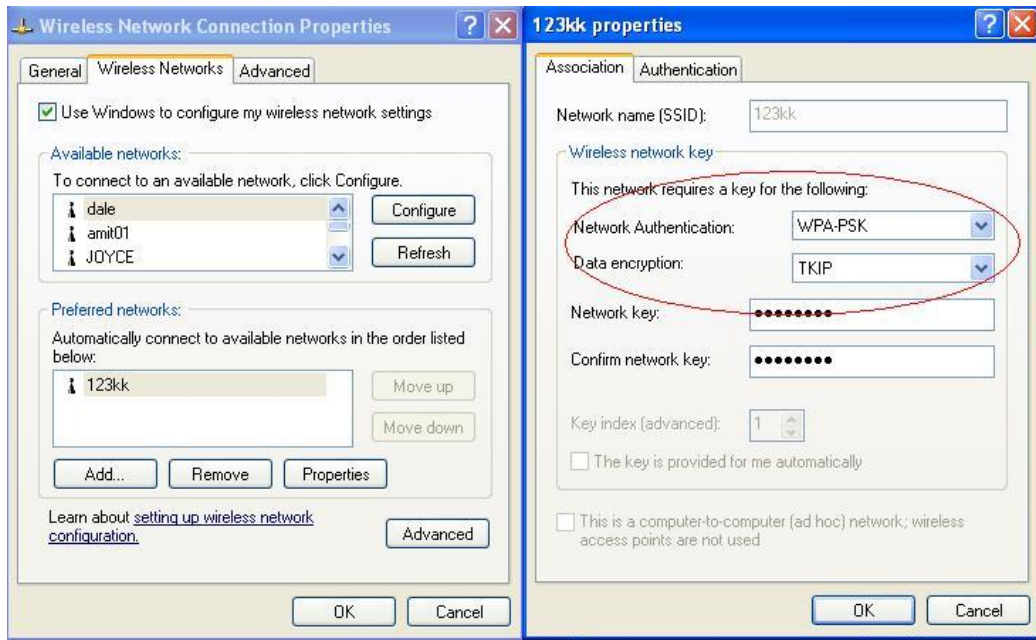 Wireless Network Connection Properties
General Wireless Networks Advanced
Use Windows to configure my wireless network settings
Available networks:
To connect to an available network, click Configure.
dale
amit01
JOYCE
Configure
Refresh
Preferred networks:
Automatically connect to available networks in the order listed
below:
123kk
Move up
Move down
Add... Remove Properties
Learn about setting up wireless network
configuration.
Advanced
OK Cancel
123kk properties
Association Authentication
Network name (SSID): 123kk
Wireless network key
This network requires a key for the following:
Network Authentication: WPA-PSK
Data encryption: TKIP
Network key: ●●●●●●●●
Confirm network key: ●●●●●●●●
Key index (advanced): 1
The key is provided for me automatically
This is a computer-to-computer (ad hoc) network; wireless
access points are not used
OK Cancel